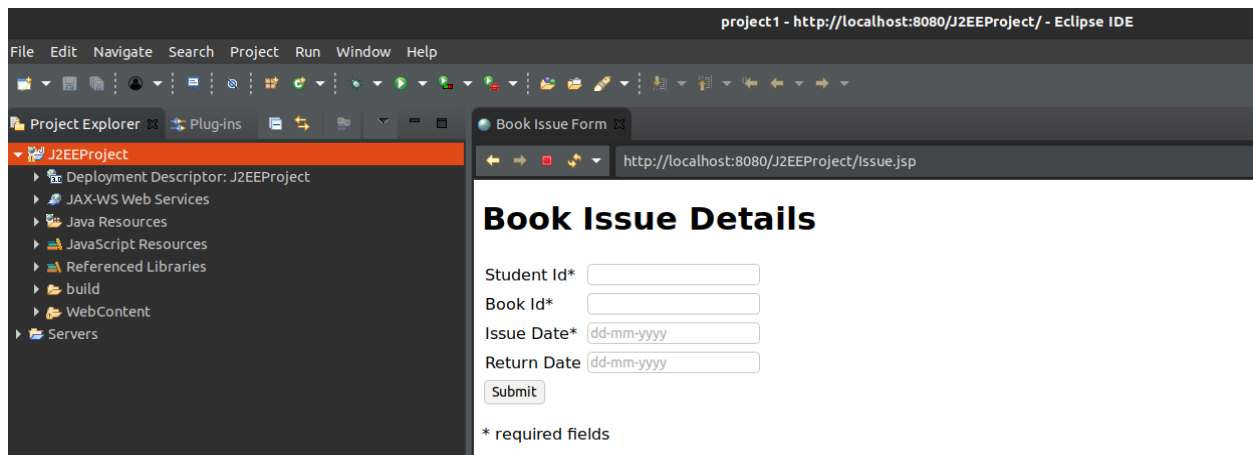 project1 - http://localhost:8080/J2EEProject/ - Eclipse IDE
File Edit Navigate Search Project Run Window Help
Project Explorer Plug-ins
J2EEProject
Deployment Descriptor: J2EEProject
JAX-WS Web Services
Java Resources
JavaScript Resources
Referenced Libraries
build
WebContent
Servers
Book Issue Form
http://localhost:8080/J2EEProject/Issue.jsp
Book Issue Details
Student Id*
Book Id*
Issue Date* dd-mm-yyyy
Return Date dd-mm-yyyy
Submit
* required fields